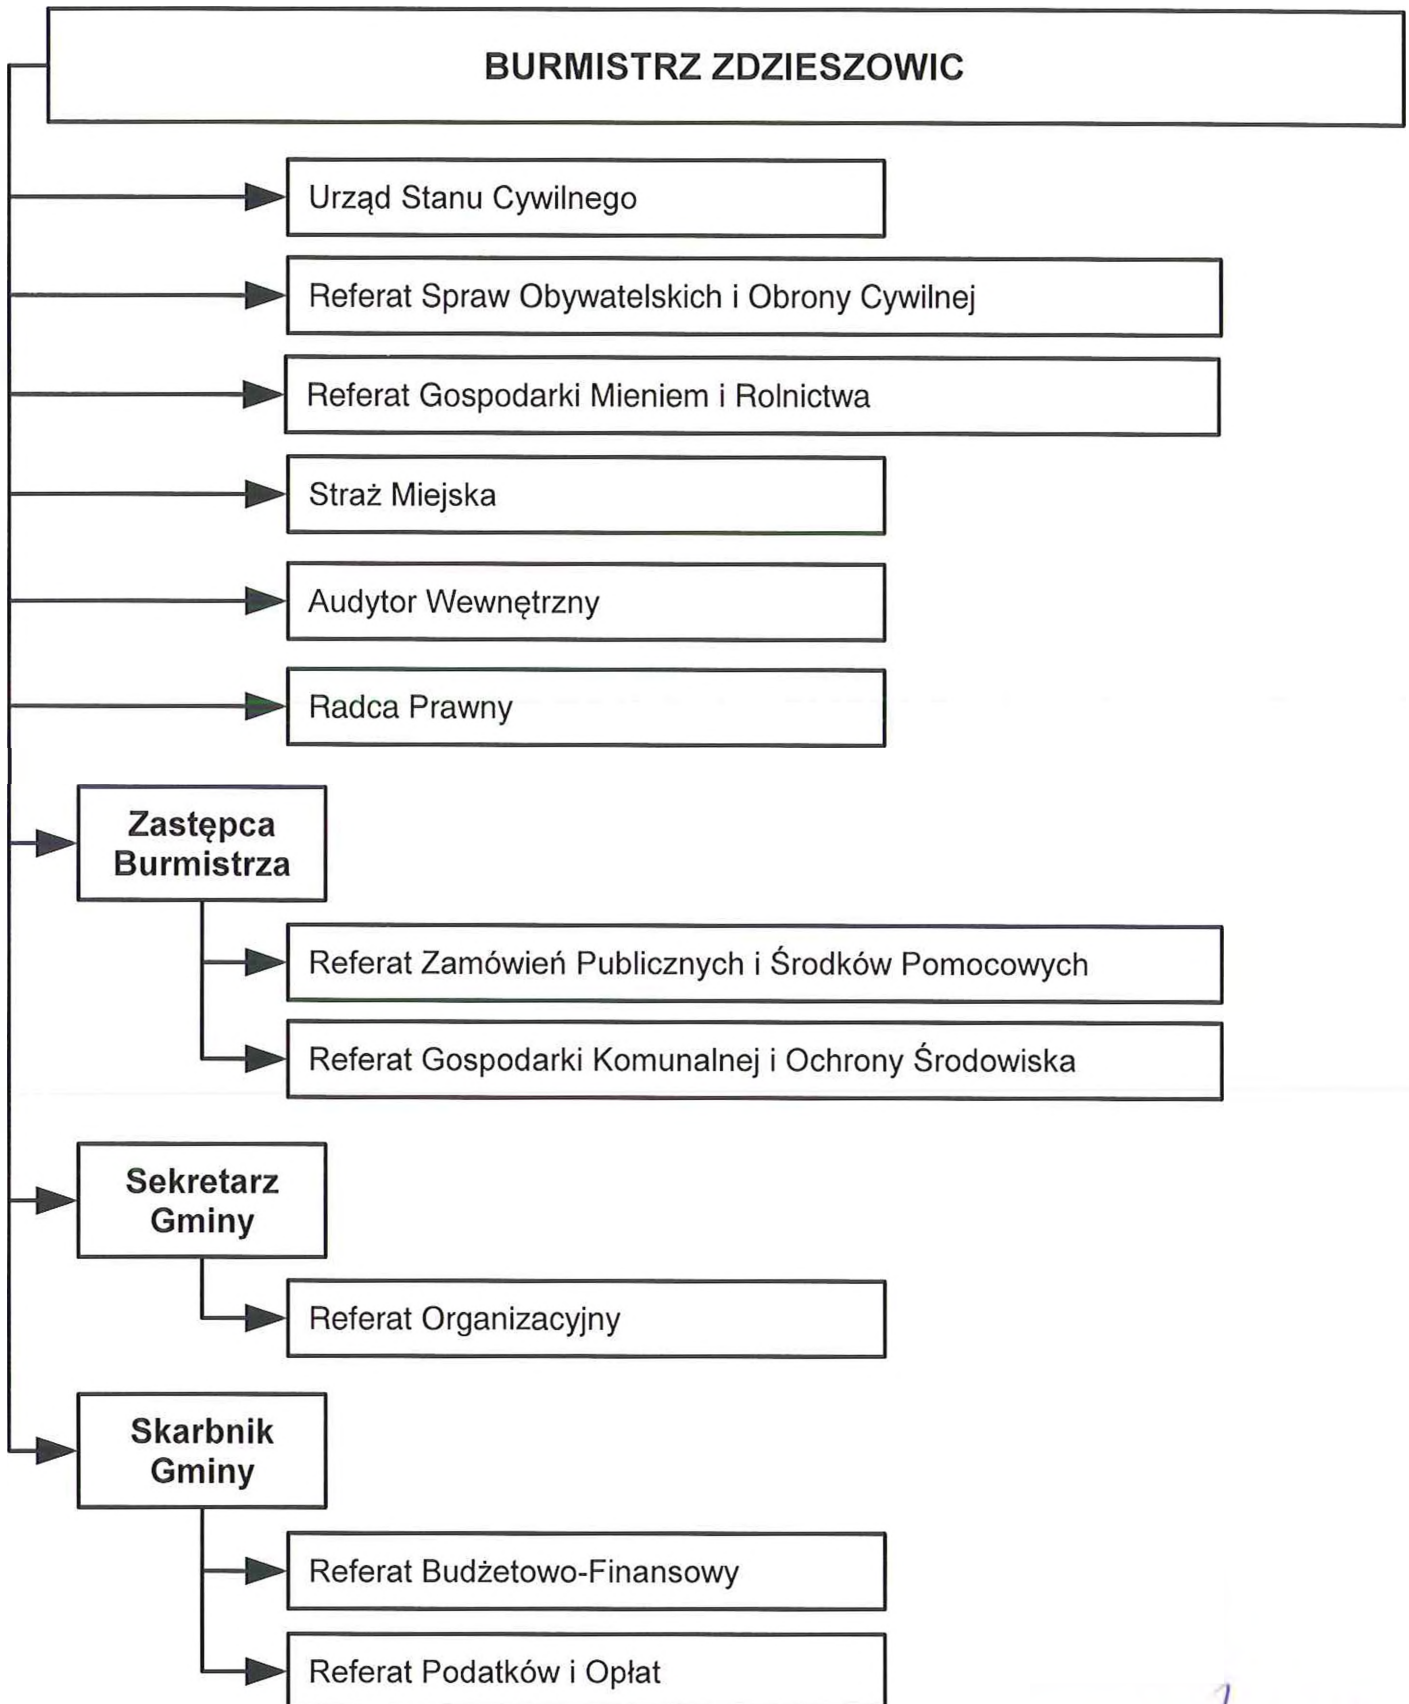 BURMISTRZ ZDZIESZOWIC
Urząd Stanu Cywilnego
Referat Spraw Obywatelskich i Obrony Cywilnej
Referat Gospodarki Mieniem i Rolnictwa
Straż Miejska
Audytor Wewnętrzny
Radca Prawny
Zastępca
Burmistrza
Referat Zamówień Publicznych i Środków Pomocowych
Referat Gospodarki Komunalnej i Ochrony Środowiska
Sekretarz
Gminy
Referat Organizacyjny
Skarbnik
Gminy
Referat Budżetowo-Finansowy
Referat Podatków i Opłat